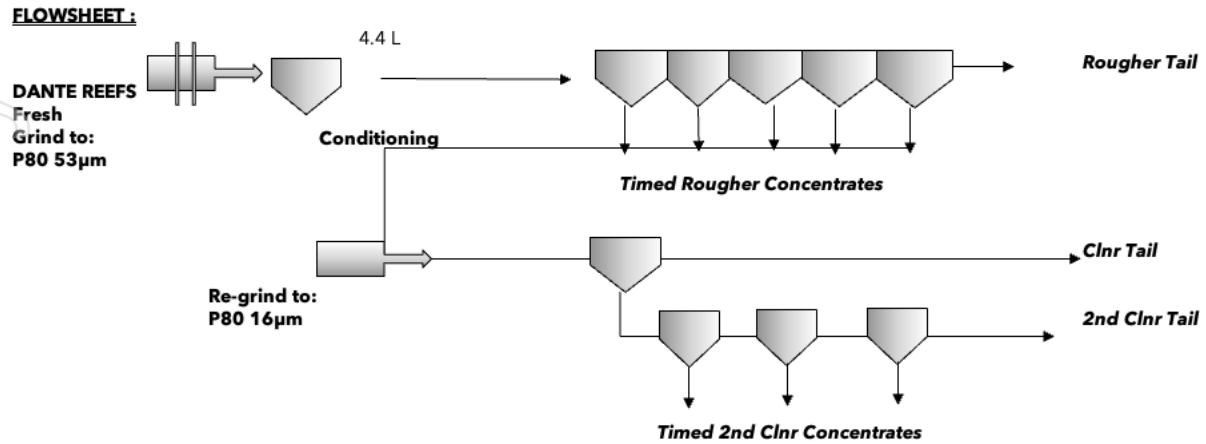 FLOWSHEET :
4.4 L
DANTE REEFS
Fresh
Grind to:
P80 53µm
Conditioning
Rougher Tail
Timed Rougher Concentrates
Re-grind to:
P80 16µm
Clnr Tail
2nd Clnr Tail
Timed 2nd Clnr Concentrates